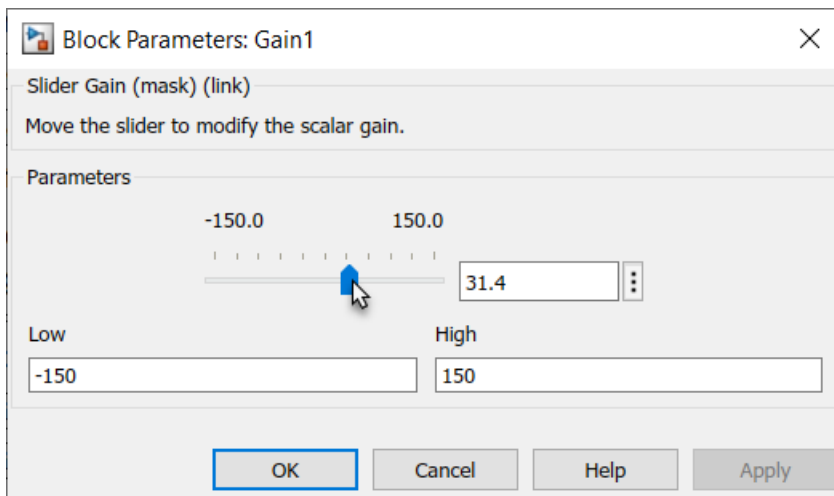 Block Parameters: Gain1
Slider Gain (mask) (link)
Move the slider to modify the scalar gain.
Parameters
-150.0 150.0
31.4
Low High
-150 150
OK Cancel Help Apply